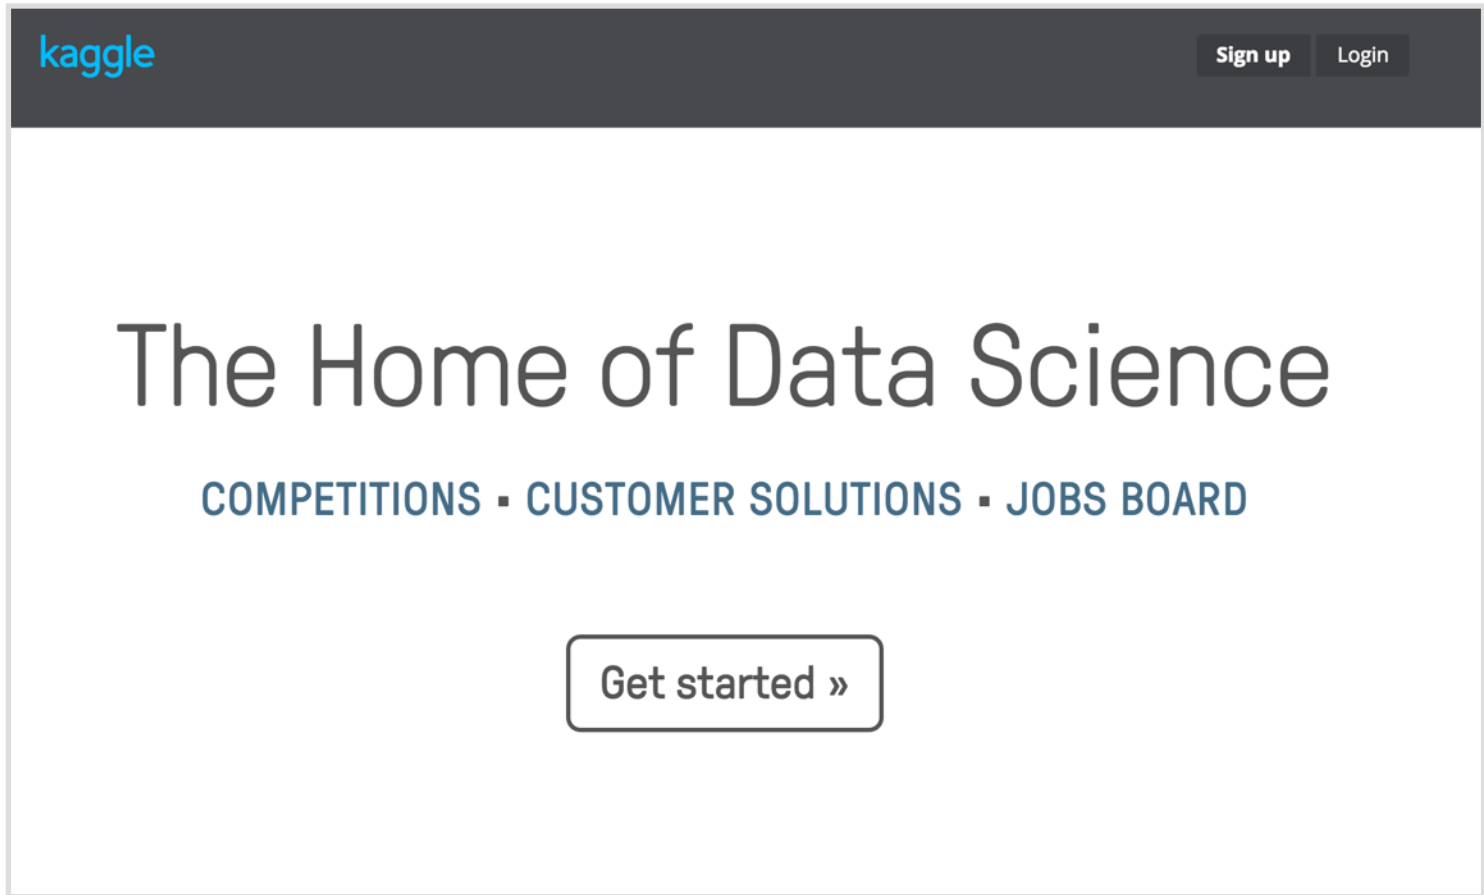 kaggle
Sign up Login
The Home of Data Science
COMPETITIONS ▪ CUSTOMER SOLUTIONS ▪ JOBS BOARD
Get started »